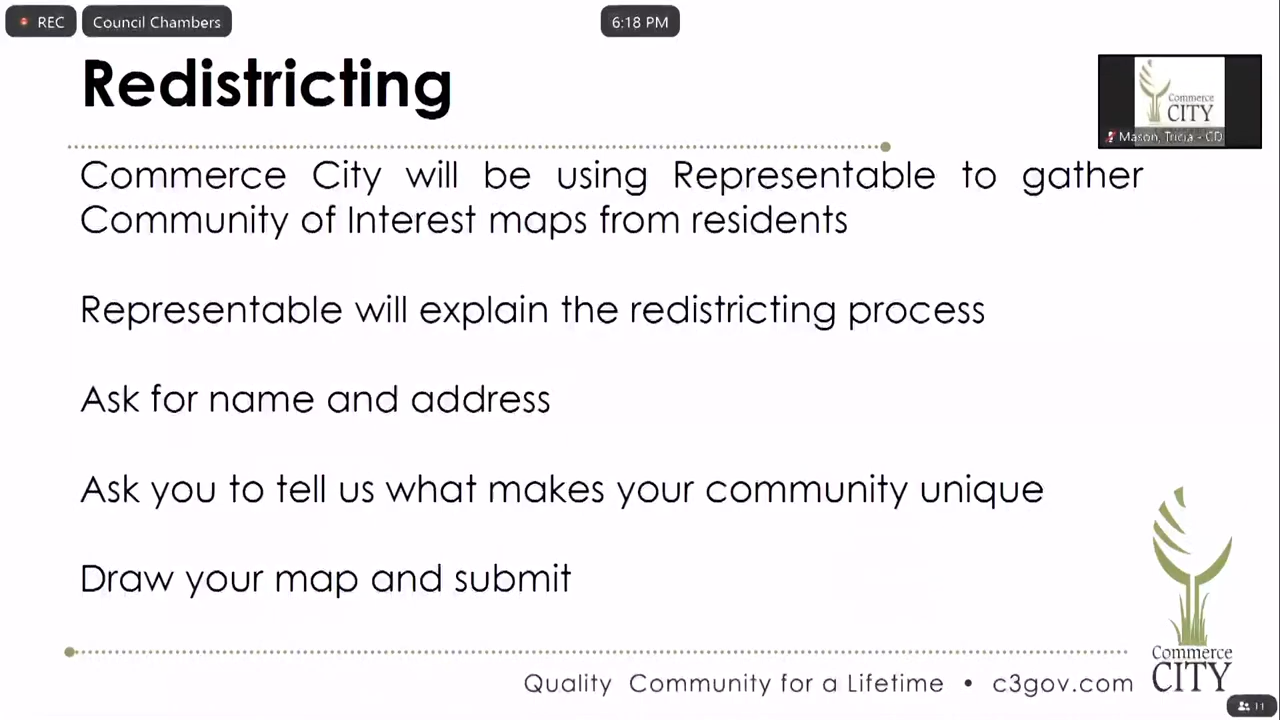 REC
Council Chambers
6:18 PM
Redistricting
Commerce
CITY
Mason, Tricia - CD
Commerce City will be using Representable to gather
Community of Interest maps from residents
Representable will explain the redistricting process
Ask for name and address
Ask you to tell us what makes your community unique
Draw your map and submit
Commerce
CITY
Quality Community for a Lifetime • c3gov.com
11